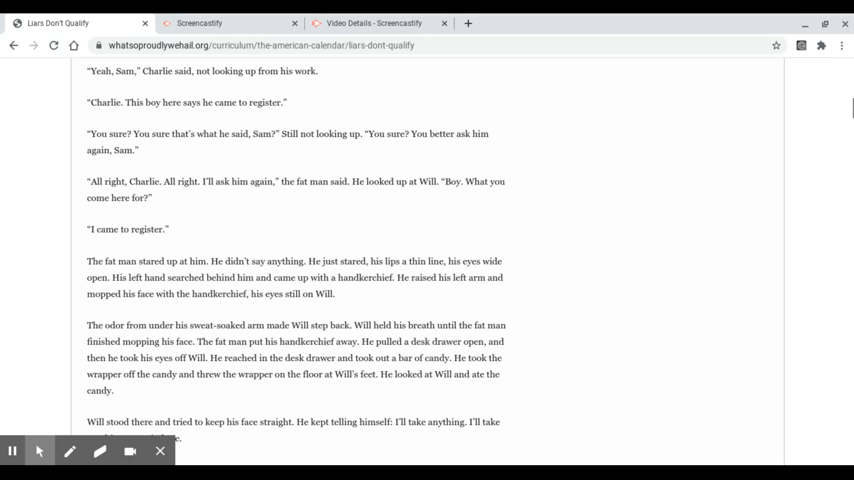 Liars Don't Qualify
Screencastify
Video Details - Screencastify
whatsoproudlywehail.org/curriculum/the-american-calendar/liars-dont-qualify
“Yeah, Sam,” Charlie said, not looking up from his work.
“Charlie. This boy here says he came to register.”
“You sure? You sure that’s what he said, Sam?” Still not looking up. “You sure? You better ask him
again, Sam.”
“All right, Charlie. All right. I’ll ask him again,” the fat man said. He looked up at Will. “Boy. What you
come here for?”
“I came to register.”
The fat man stared up at him. He didn’t say anything. He just stared, his lips a thin line, his eyes wide
open. His left hand searched behind him and came up with a handkerchief. He raised his left arm and
mopped his face with the handkerchief, his eyes still on Will.
The odor from under his sweat-soaked arm made Will step back. Will held his breath until the fat man
finished mopping his face. The fat man put his handkerchief away. He pulled a desk drawer open, and
then he took his eyes off Will. He reached in the desk drawer and took out a bar of candy. He took the
wrapper off the candy and threw the wrapper on the floor at Will’s feet. He looked at Will and ate the
candy.
Will stood there and tried to keep his face straight. He kept telling himself: I’ll take anything. I’ll take